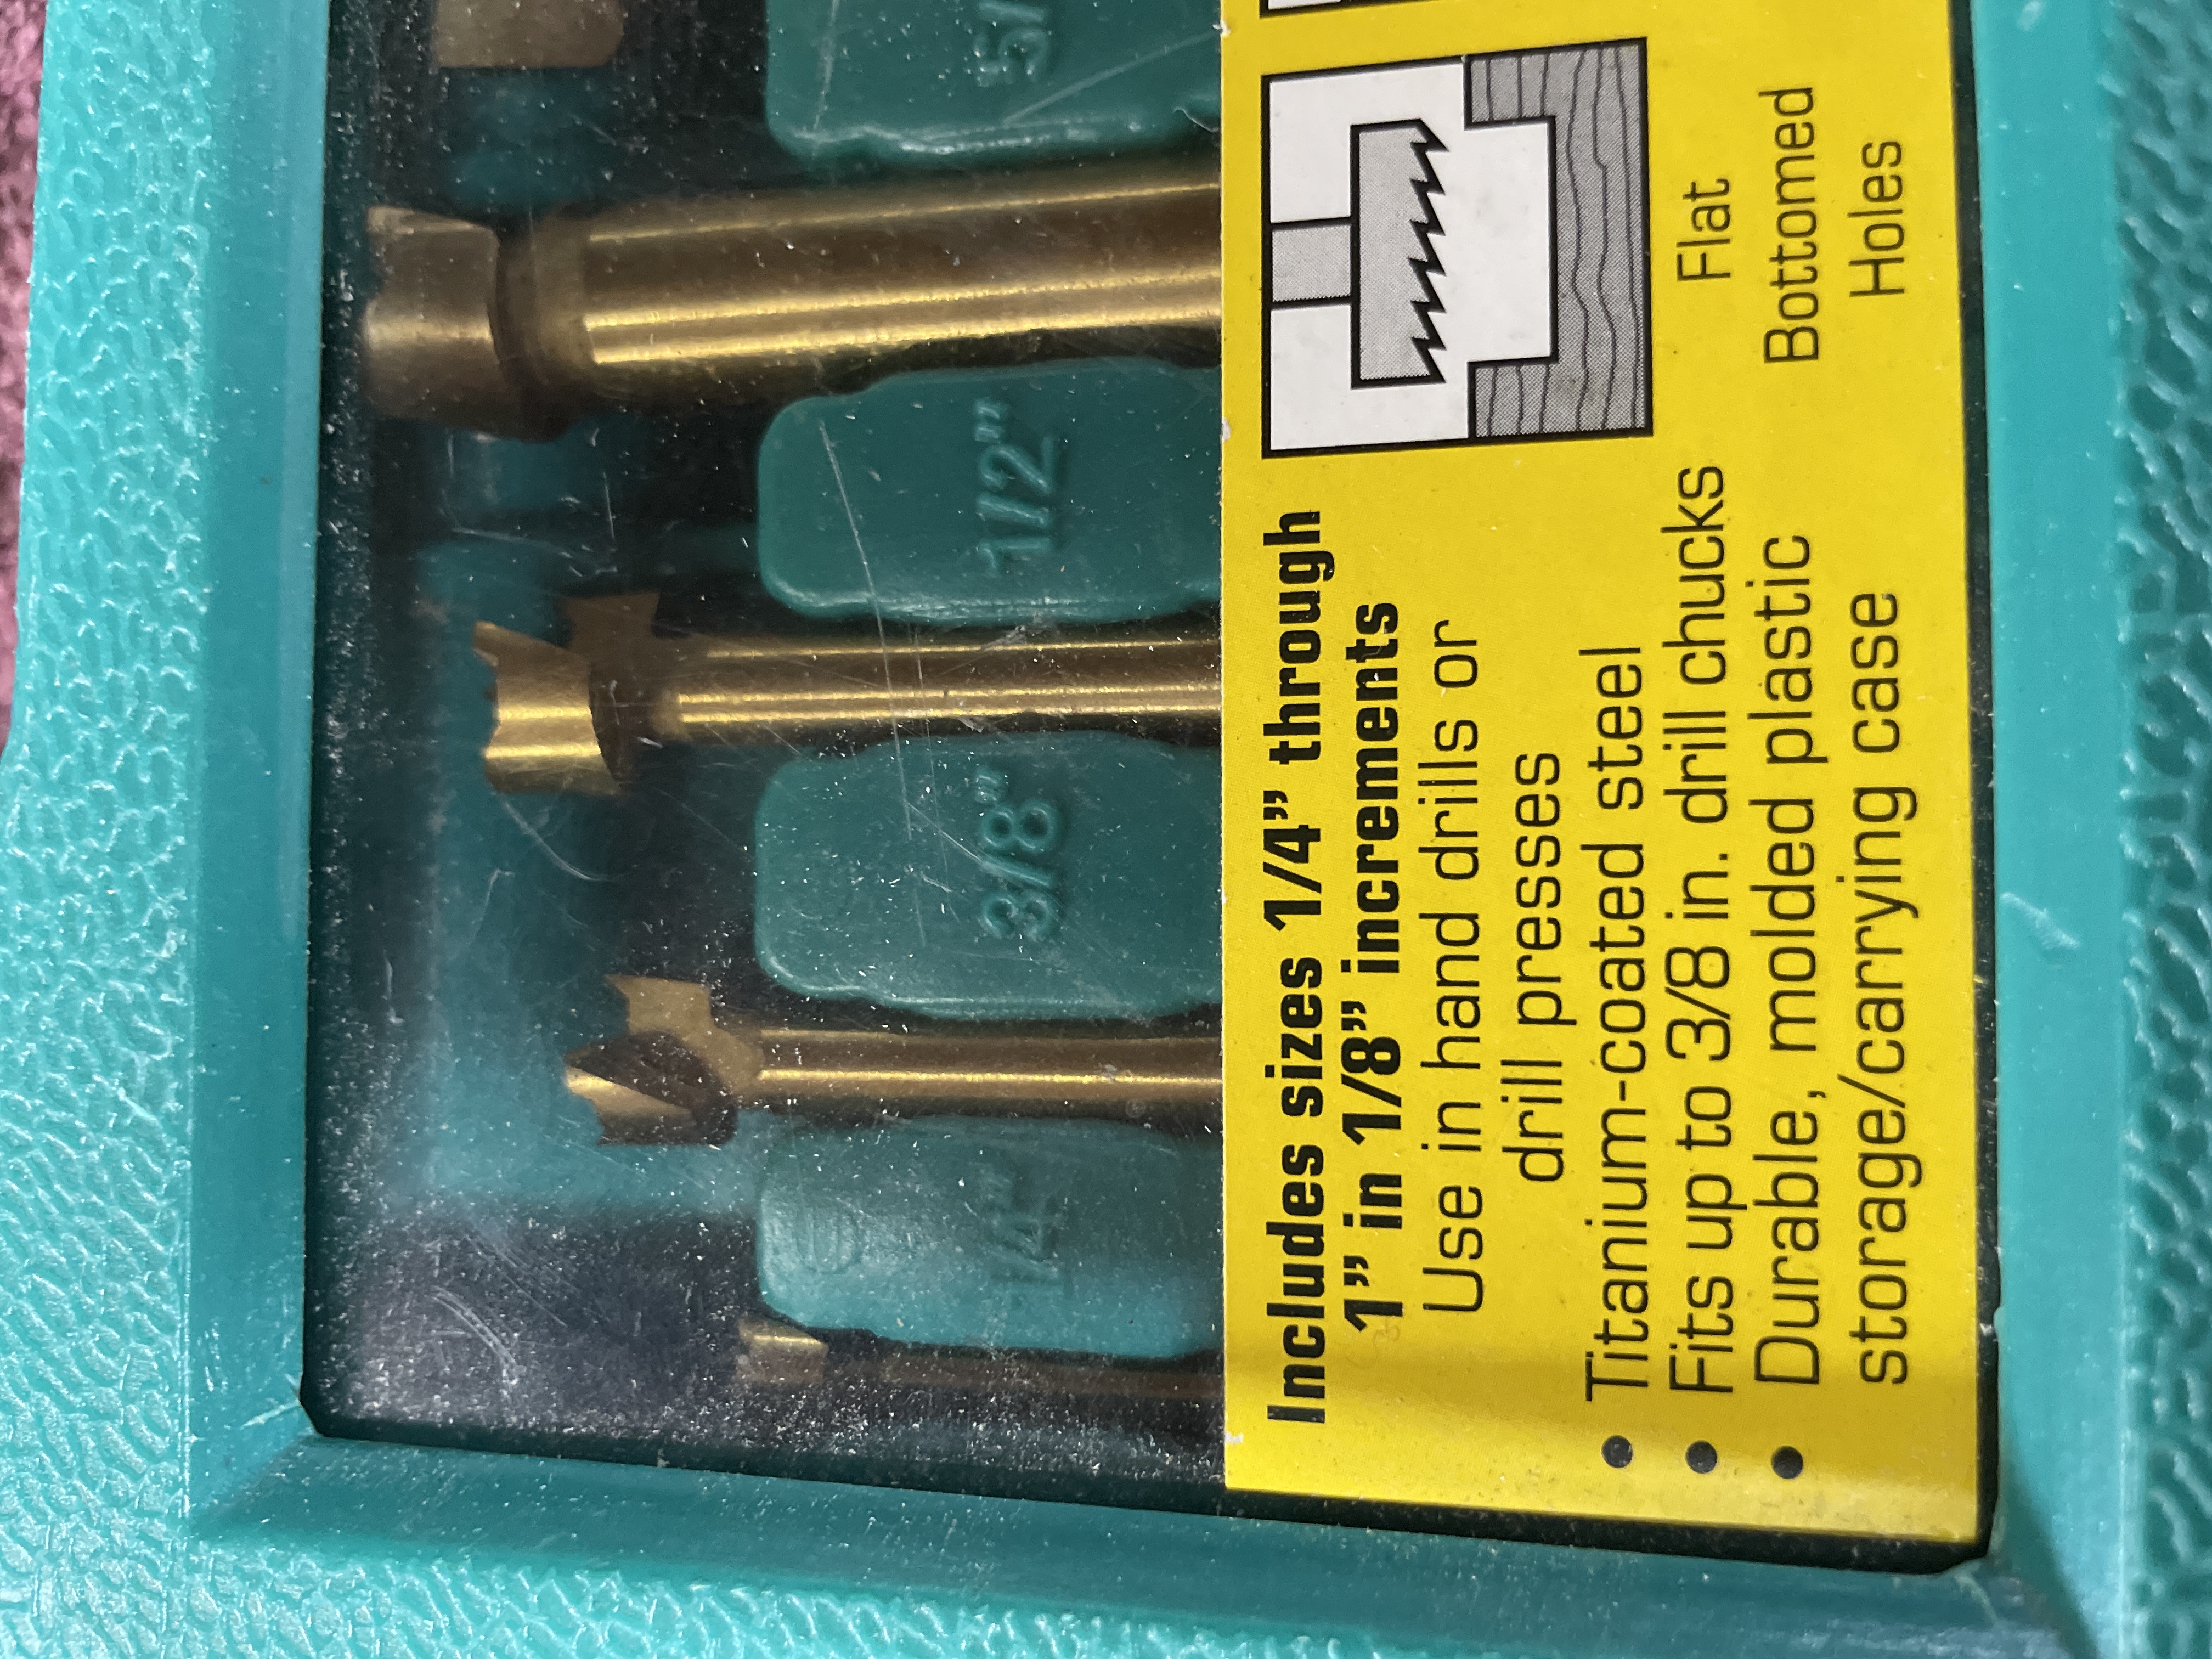 Includes sizes 1/4” through
1” in 1/8” increments
Use in hand drills or
drill presses
• Titanium-coated steel
• Fits up to 3/8 in. drill chucks
• Durable, molded plastic
storage/carrying case
Flat
Bottomed
Holes
1/4"
3/8"
1/2"